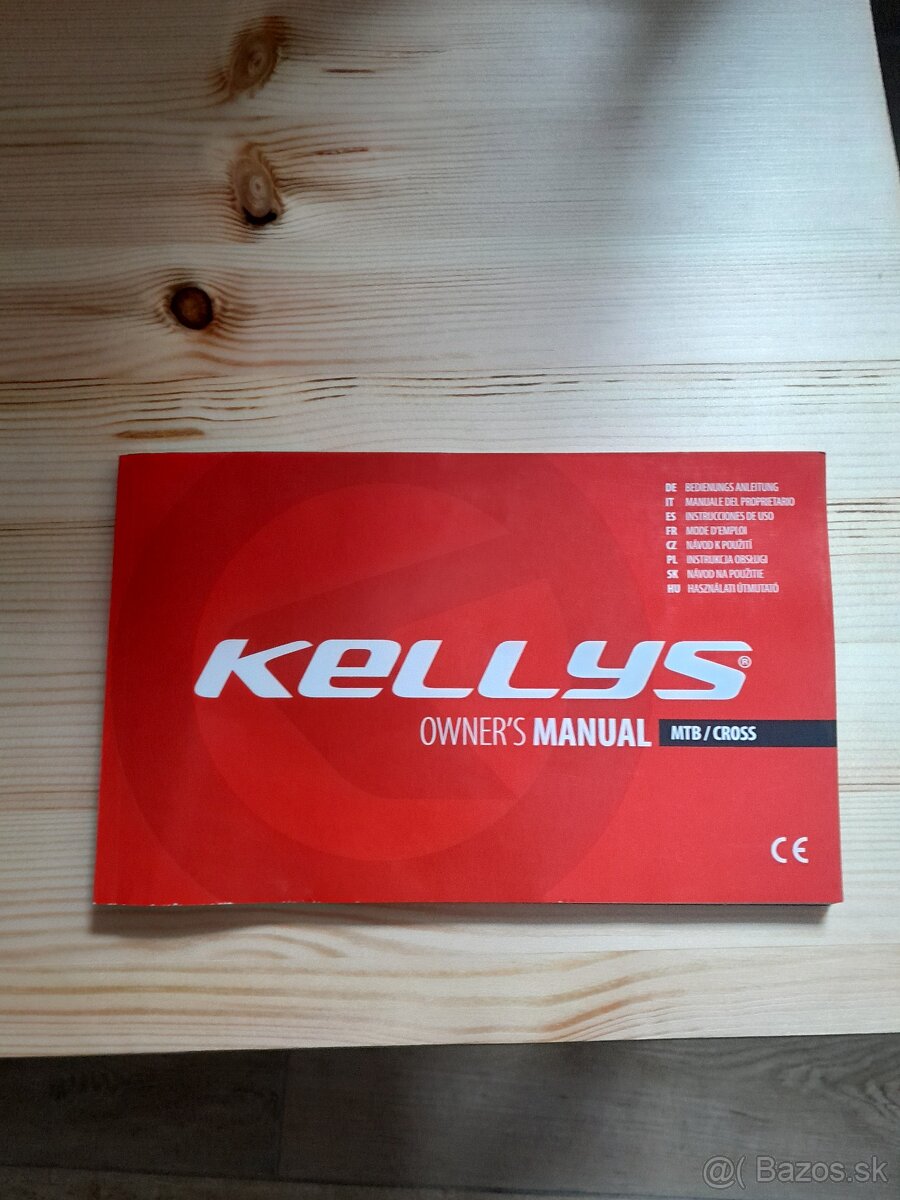 DE BEDIENUNGS ANLEITUNG
IT MANUALE DEL PROPRIETARIO
ES INSTRUCCIONES DE USO
FR MODE D'EMPLOI
CZ NÁVOD K POUŽITÍ
PL INSTRUKCJA OBSŁUGI
SK NÁVOD NA POUŽITIE
HU HASZNÁLATI ÚTMUTATÓ
KELLYS®
OWNER'S MANUAL MTB / CROSS
CE
@( Bazos.sk